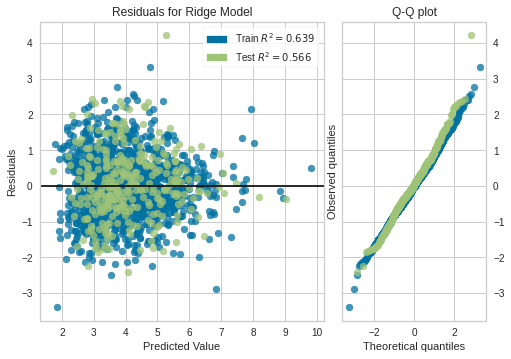 Residuals for Ridge Model
Q-Q plot
Train R² = 0.639
Test R² = 0.566
Residuals
4
3
2
1
0
−1
−2
−3
2 3 4 5 6 7 8 9 10
Predicted Value
Observed quantiles
4
3
2
1
0
−1
−2
−3
−2 0 2
Theoretical quantiles